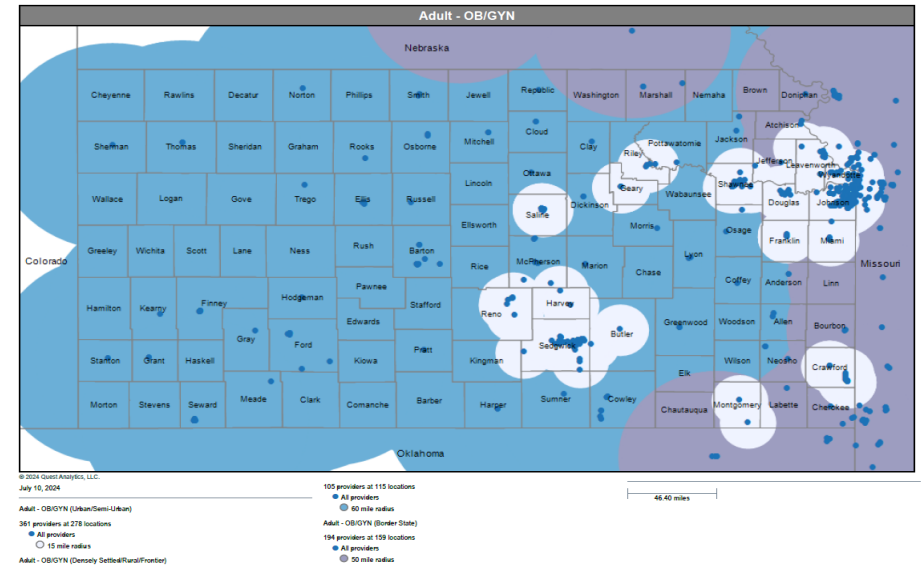 Adult - OB/GYN
Nebraska
Cheyenne Rawlins Decatur Norton Phillips Smith Jewell Republic Washington Marshall Nemaha Brown Doniphan
Atchison
Sherman Thomas Sheridan Graham Rooks Osborne Mitchell Cloud Clay Riley Pottawatomie Jackson Jefferson Leavenworth
Wyandotte
Lincoln Ottawa Geary Wabaunsee Shawnee
Wallace Logan Gove Trego Ellis Russell Saline Dickinson Douglas Johnson
Ellsworth Morris Osage Franklin Miami
Greeley Wichita Scott Lane Ness Rush Barton Rice McPherson Marion Chase Lyon
Colorado Missouri
Pawnee Coffey Anderson Linn
Hamilton Kearny Finney Hodgeman Stafford Reno Harvey
Edwards Greenwood Woodson Allen Bourbon
Gray Ford Sedgwick Butler
Stanton Grant Haskell Kiowa Pratt Kingman Wilson Neosho Crawford
Elk
Morton Stevens Seward Meade Clark Comanche Barber Harper Sumner Cowley Chautauqua Montgomery Labette Cherokee
Oklahoma
© 2024 Quest Analytics, LLC.
July 10, 2024
Adult - OB/GYN (Urban/Semi-Urban)
361 providers at 278 locations
All providers
15 mile radius
Adult - OB/GYN (Densely Settled/Rural/Frontier)
105 providers at 115 locations
All providers
60 mile radius
Adult - OB/GYN (Border State)
194 providers at 159 locations
All providers
50 mile radius
46.40 miles